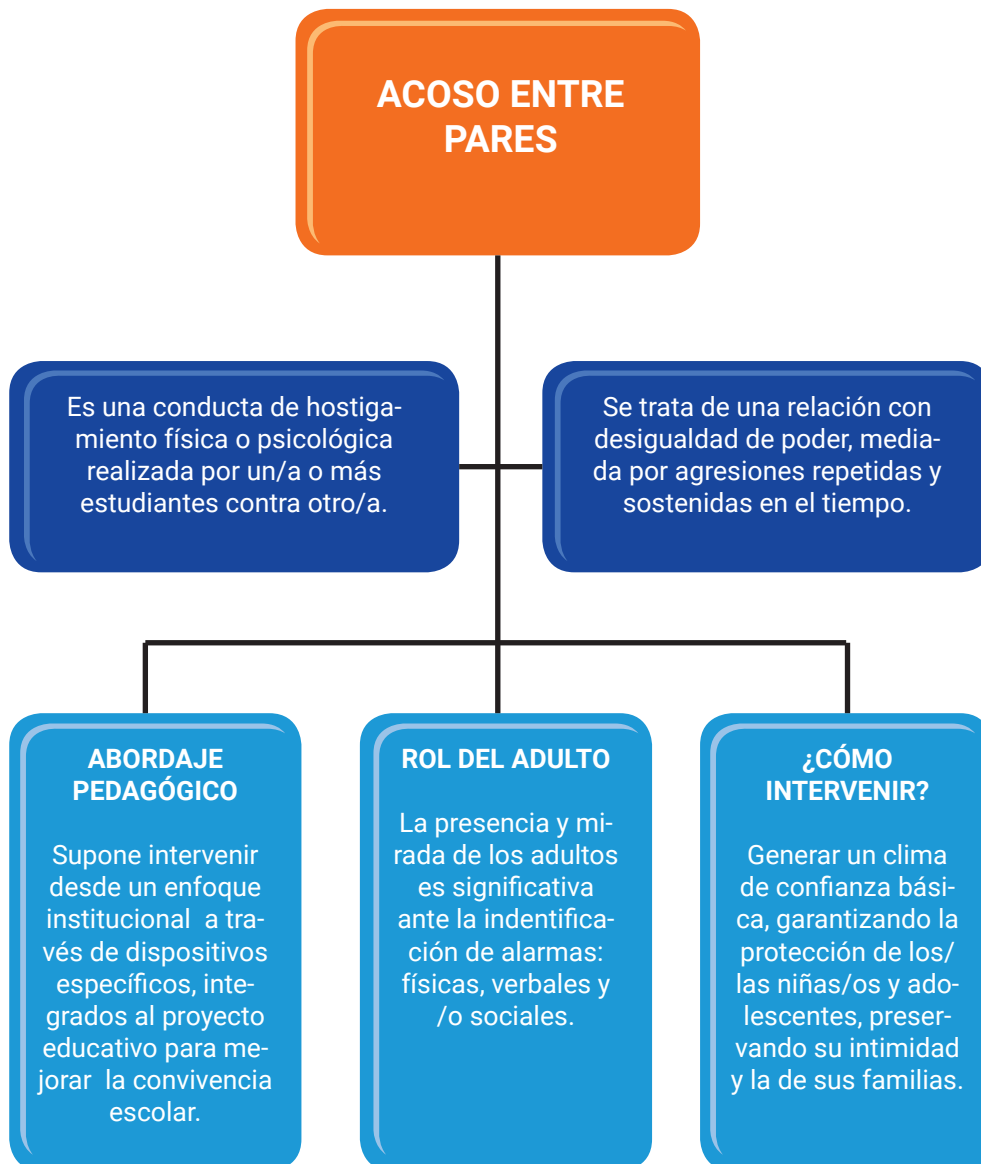 ACOSO ENTRE
PARES
Es una conducta de hostiga-
miento física o psicológica
realizada por un/a o más
estudiantes contra otro/a.
Se trata de una relación con
desigualdad de poder, media-
da por agresiones repetidas y
sostenidas en el tiempo.
ABORDAJE
PEDAGÓGICO
Supone intervenir
desde un enfoque
institucional  a tra-
vés de dispositivos
específicos, inte-
grados al proyecto
educativo para me-
jorar  la convivencia
escolar.
ROL DEL ADULTO
La presencia y mi-
rada de los adultos
es significativa
ante la indentifica-
ción de alarmas:
físicas, verbales y
/o sociales.
¿CÓMO
INTERVENIR?
Generar un clima
de confianza bási-
ca, garantizando la
protección de los/
las niñas/os y ado-
lescentes, preser-
vando su intimidad
y la de sus familias.